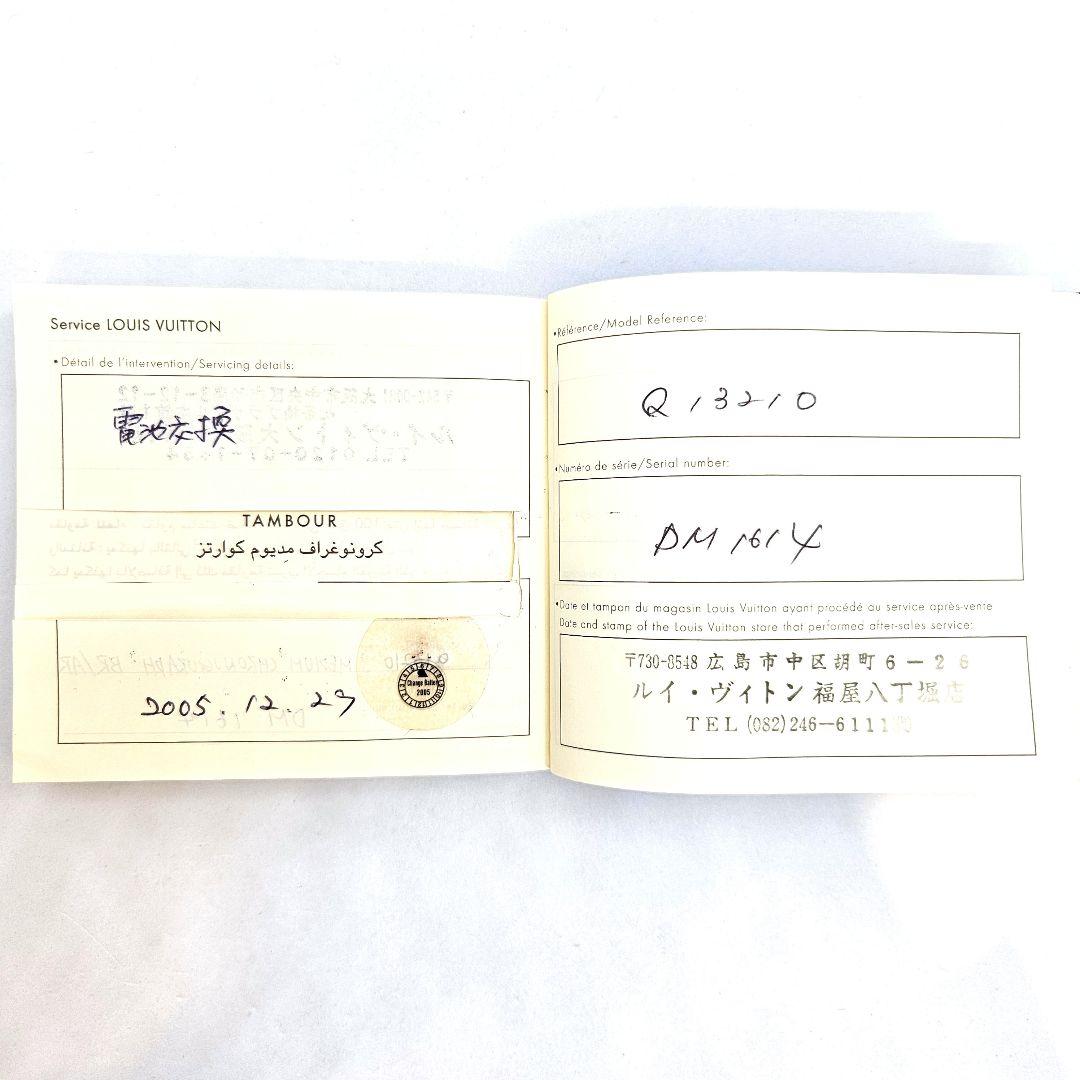 Service LOUIS VUITTON
•Détail de l'intervention/Servicing details:
電池交換
TAMBOUR
كرونوغراف مديوم كوارتز
2005.12.23
Change Battery
2005
•Référence/Model Reference:
Q13210
•Numéro de série/Serial number:
DM1614
•Date et tampon du magasin Louis Vuitton ayant procédé au service après-vente
Date and stamp of the Louis Vuitton store that performed after-sales service:
〒730-8548 広島市中区胡町6-26
ルイ・ヴィトン福屋八丁堀店
TEL (082)246-6111